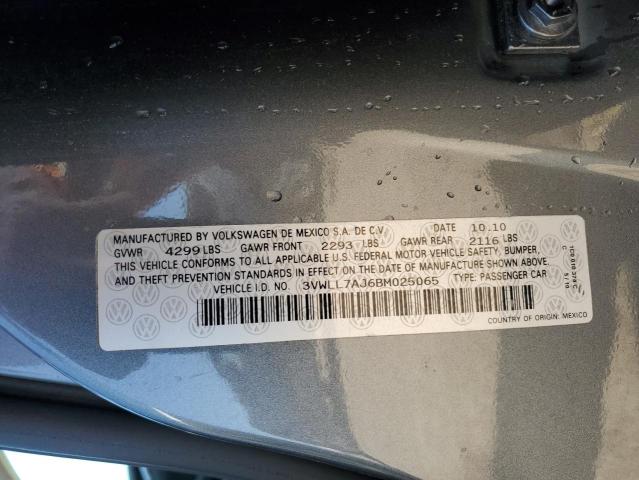 MANUFACTURED BY VOLKSWAGEN DE MEXICO S.A. DE C.V. DATE 10.10
GVWR 4299 LBS GAWR FRONT 2293 LBS GAWR REAR 2116 LBS
THIS VEHICLE CONFORMS TO ALL APPLICABLE U.S. FEDERAL MOTOR VEHICLE SAFETY, BUMPER,
AND THEFT PREVENTION STANDARDS IN EFFECT ON THE DATE OF MANUFACTURE SHOWN ABOVE.
VEHICLE I.D. NO. 3VWLL7AJ6BM025065 TYPE: PASSENGER CAR
COUNTRY OF ORIGIN: MEXICO
C 5/10